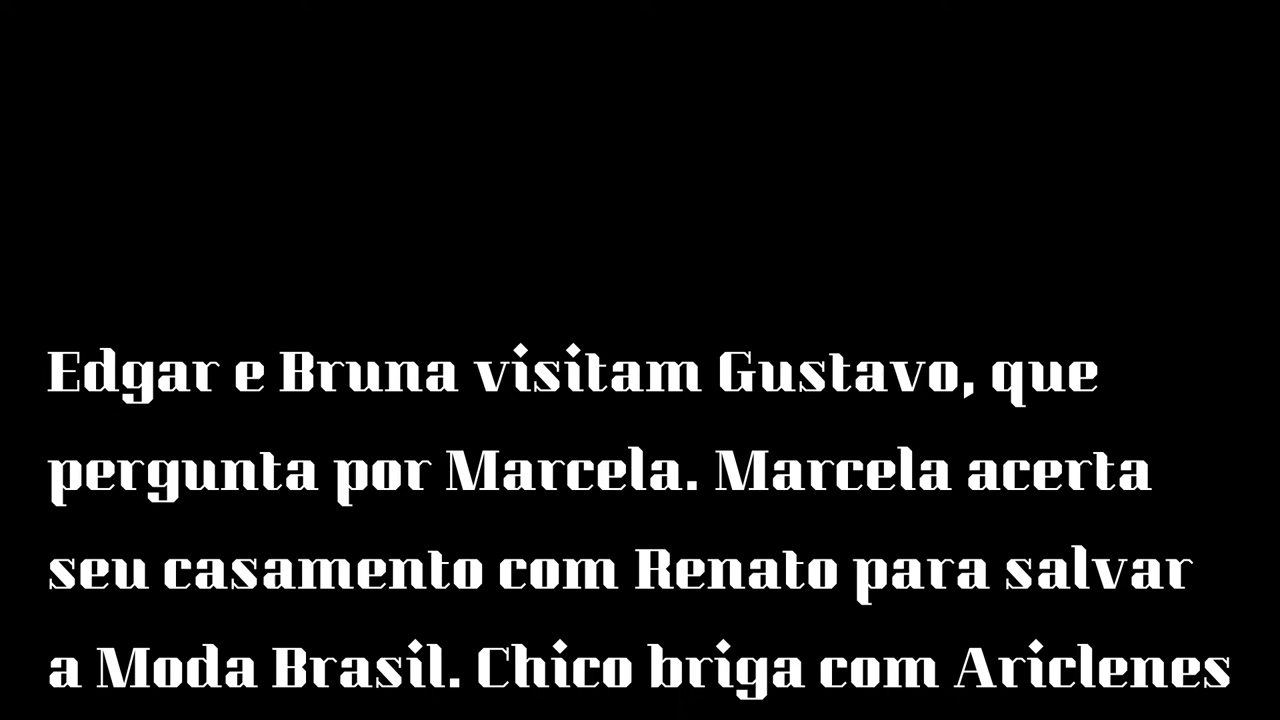 Edgar e Bruna visitam Gustavo, que
pergunta por Marcela. Marcela acerta
seu casamento com Renato para salvar
a Moda Brasil. Chico briga com Ariclenes